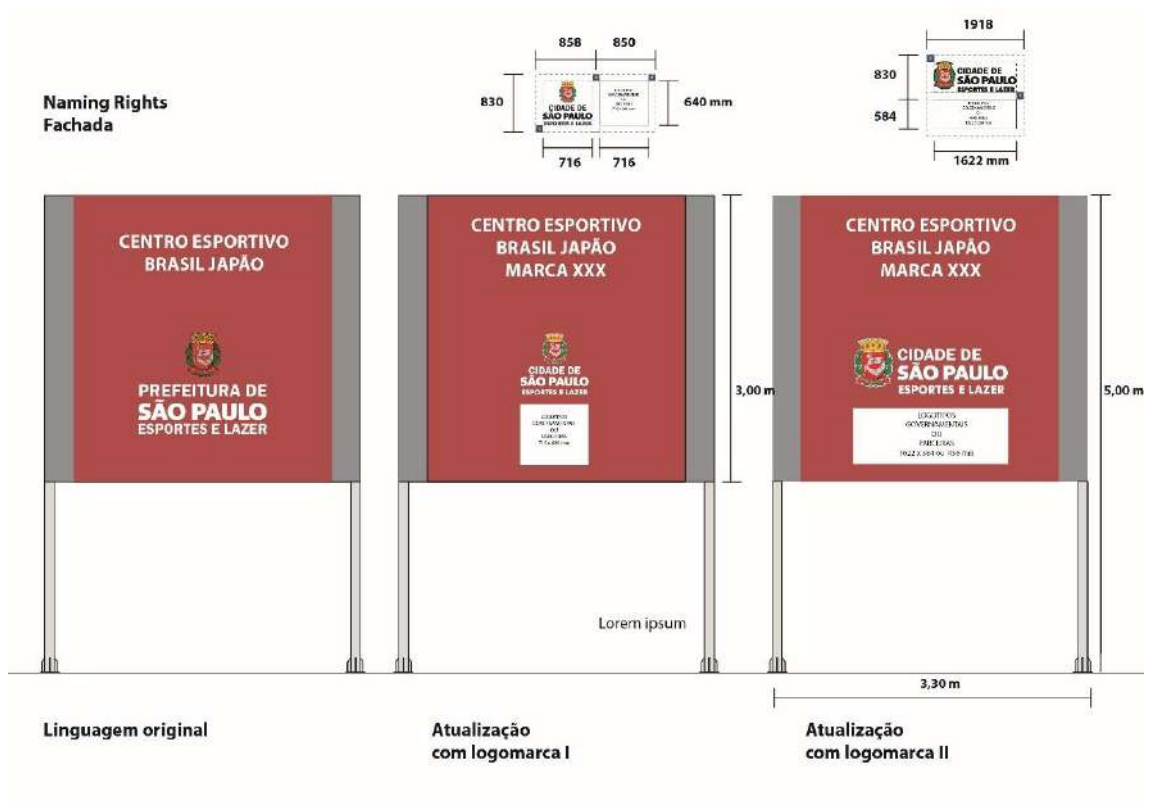 Naming Rights
Fachada
858
850
830
640 mm
716
716
CIDADE DE
SÃO PAULO
ESPORTES E LAZER
1918
830
584
1622 mm
CIDADE DE
SÃO PAULO
ESPORTES E LAZER
CENTRO ESPORTIVO
BRASIL JAPÃO
PREFEITURA DE
SÃO PAULO
ESPORTES E LAZER
CENTRO ESPORTIVO
BRASIL JAPÃO
MARCA XXX
CIDADE DE
SÃO PAULO
ESPORTES E LAZER
3,00 m
CENTRO ESPORTIVO
BRASIL JAPÃO
MARCA XXX
CIDADE DE
SÃO PAULO
ESPORTES E LAZER
LOGOTIPOS
GOVERNAMENTAIS
OU
PARCEIRAS
5,00 m
Lorem ipsum
3,30 m
Linguagem original
Atualização
com logomarca I
Atualização
com logomarca II